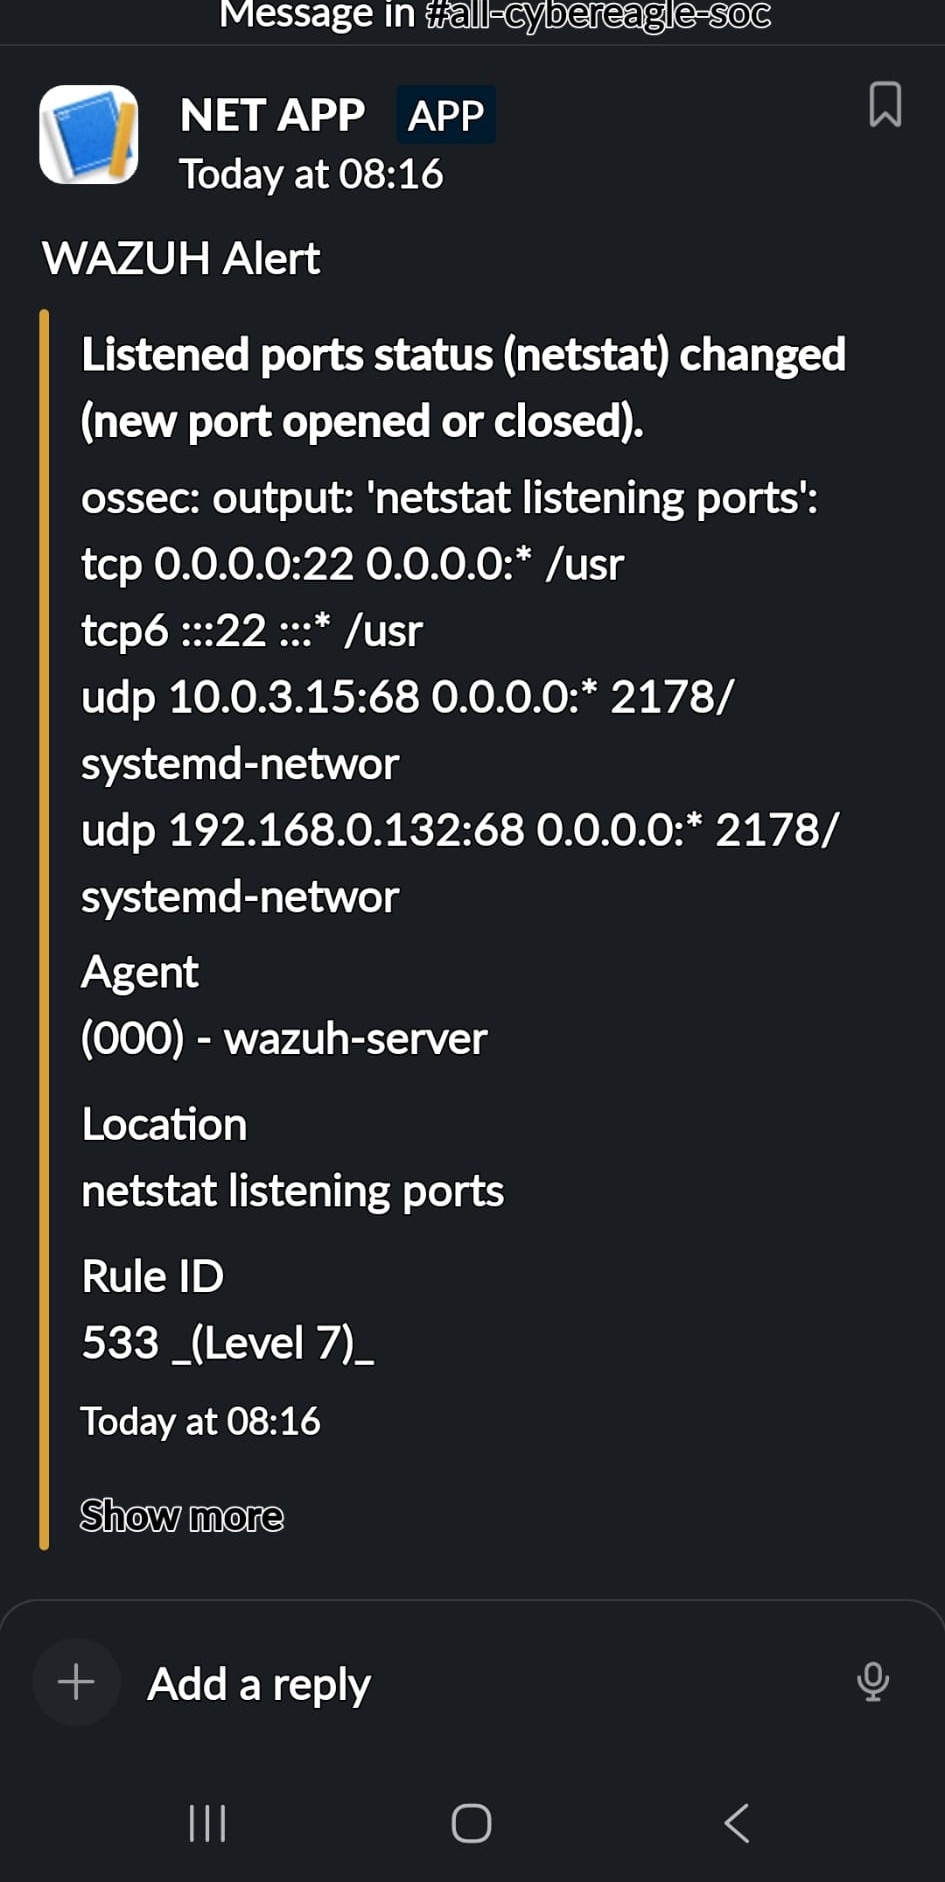 Message in #all-cybereagle-soc
NET APP APP
Today at 08:16
WAZUH Alert
Listened ports status (netstat) changed
(new port opened or closed).
ossec: output: 'netstat listening ports':
tcp 0.0.0.0:22 0.0.0.0:* /usr
tcp6 :::22 :::* /usr
udp 10.0.3.15:68 0.0.0.0:* 2178/
systemd-networ
udp 192.168.0.132:68 0.0.0.0:* 2178/
systemd-networ
Agent
(000) - wazuh-server
Location
netstat listening ports
Rule ID
533 _(Level 7)_
Today at 08:16
Show more
Add a reply